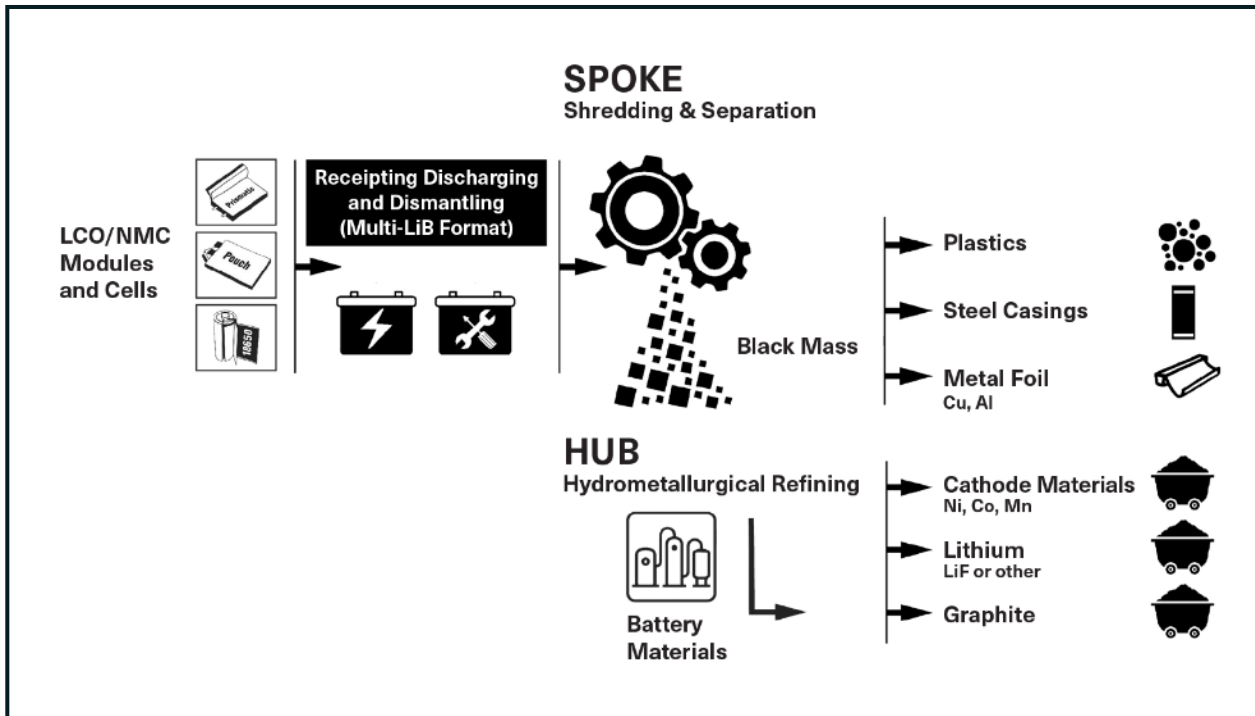 SPOKE
Shredding & Separation
LCO/NMC
Modules
and Cells
Prismatic
Pouch
18650
Receipting Discharging
and Dismantling
(Multi-LiB Format)
Black Mass
Plastics
Steel Casings
Metal Foil
Cu, Al
HUB
Hydrometallurgical Refining
Battery
Materials
Cathode Materials
Ni, Co, Mn
Lithium
LiF or other
Graphite